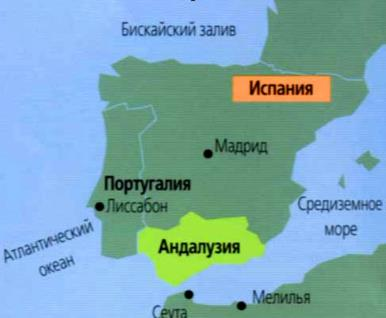 Бискайский залив
Испания
Мадрид
Португалия
Лиссабон
Средиземное
море
Атлантический
океан
Андалузия
Мелилья
Сеута